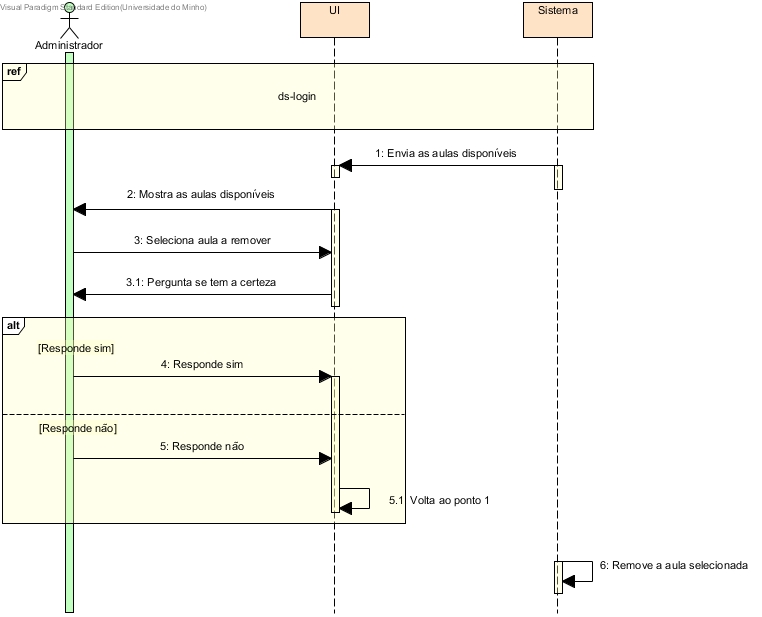 Visual Paradigm Standard Edition(Universidade do Minho)
UI
Sistema
Administrador
ref
ds-login
1: Envia as aulas disponíveis
2: Mostra as aulas disponíveis
3: Seleciona aula a remover
3.1: Pergunta se tem a certeza
alt
[Responde sim]
4: Responde sim
[Responde não]
5: Responde não
5.1 Volta ao ponto 1
6: Remove a aula selecionada